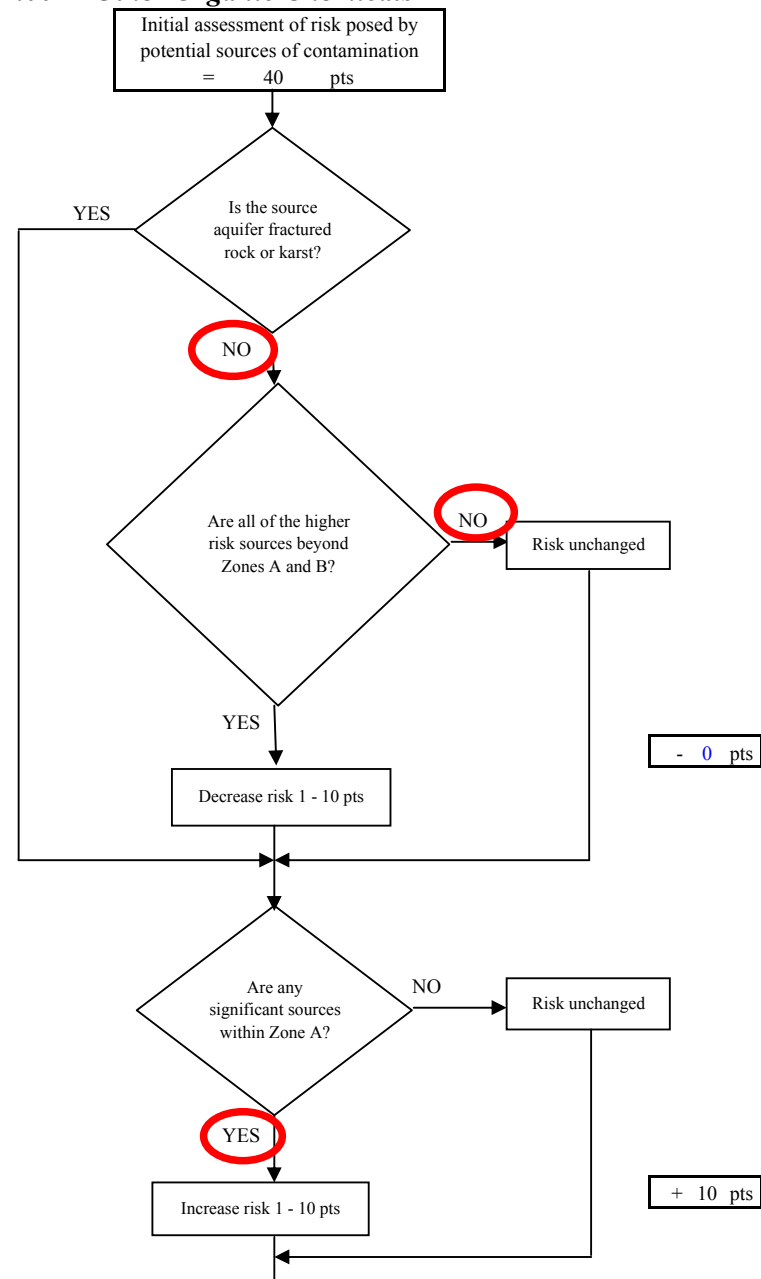 Initial assessment of risk posed by
potential sources of contamination
= 40 pts
Is the source
aquifer fractured
rock or karst?
YES
NO
Are all of the higher
risk sources beyond
Zones A and B?
NO
Risk unchanged
YES
- 0 pts
Decrease risk 1 - 10 pts
Are any
significant sources
within Zone A?
NO
Risk unchanged
YES
+ 10 pts
Increase risk 1 - 10 pts